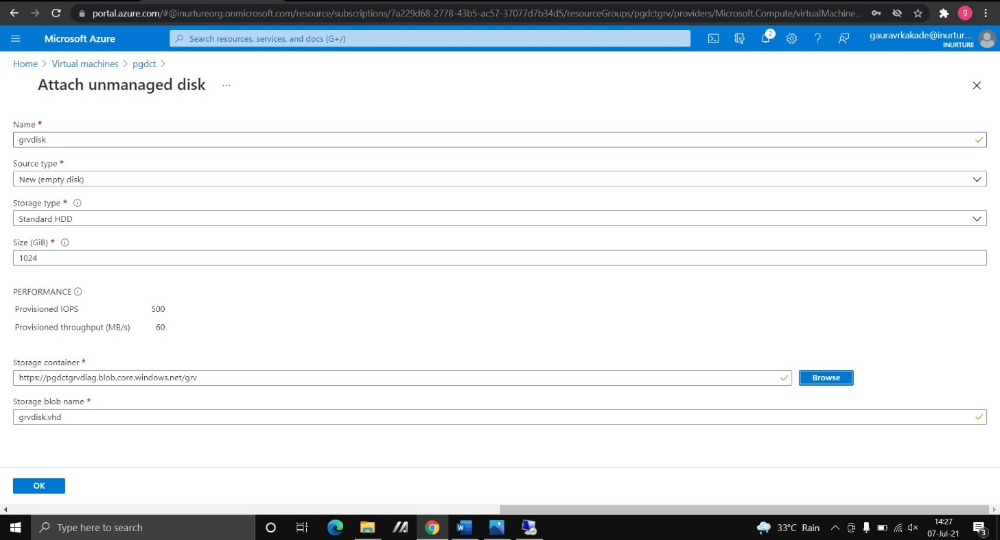 portal.azure.com/#@inurtureorg.onmicrosoft.com/resource/subscriptions/7a229d68-2778-43b5-ac57-37077d7b34d5/resourceGroups/pgdctgrv/providers/Microsoft.Compute/virtualMachine...
g
Microsoft Azure
Search resources, services, and docs (G+/)
2
gauravrkakade@inurtur...
INURTURE
Home > Virtual machines > pgdct >
Attach unmanaged disk ...
Name *
grvdisk
Source type *
New (empty disk)
Storage type *
Standard HDD
Size (GiB) *
1024
PERFORMANCE
Provisioned IOPS 500
Provisioned throughput (MB/s) 60
Storage container *
https://pgdctgrvdiag.blob.core.windows.net/grv
Browse
Storage blob name *
grvdisk.vhd
OK
Type here to search
33°C Rain
14:27
07-Jul-21
3